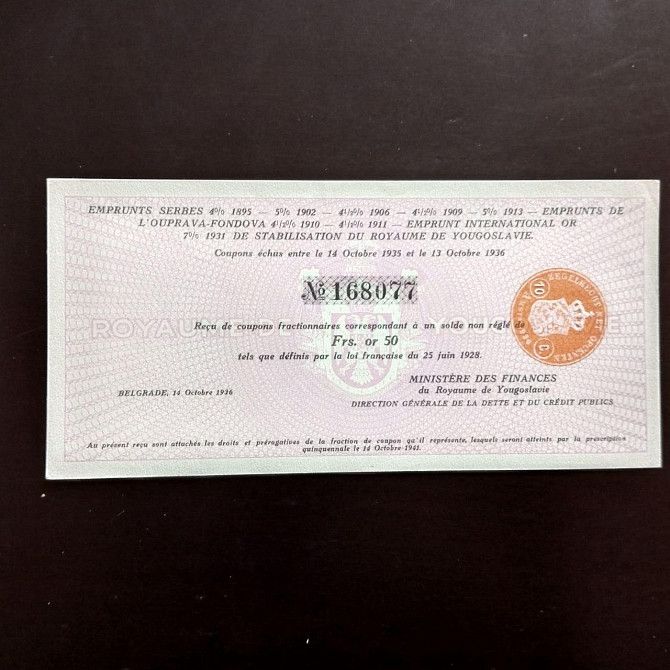 EMPRUNTS SERBES 4% 1895 — 5% 1902 — 4½% 1906 — 4½% 1909 — 5% 1913 — EMPRUNTS DE
L'OUPRAVA-FONDOVA 4½% 1910 — 4½% 1911 — EMPRUNT INTERNATIONAL OR
7% 1931 DE STABILISATION DU ROYAUME DE YOUGOSLAVIE.
Coupons échus entre le 14 Octobre 1935 et le 13 Octobre 1936
№ 168077
ROYAUME
Reçu de coupons fractionnaires correspondant à un solde non réglé de
Frs. or 50
tels que définis par la loi française du 25 juin 1928.
MINISTÈRE DES FINANCES
du Royaume de Yougoslavie
BELGRADE, 14 Octobre 1936
DIRECTION GÉNÉRALE DE LA DETTE ET DU CRÉDIT PUBLICS
Au présent reçu sont attachés les droits et prérogatives de la fraction de coupon qu'il représente, lesquels seront atteints par la prescription
quinquennale le 14 Octobre 1941.
ZEGELRECHT
10 C.